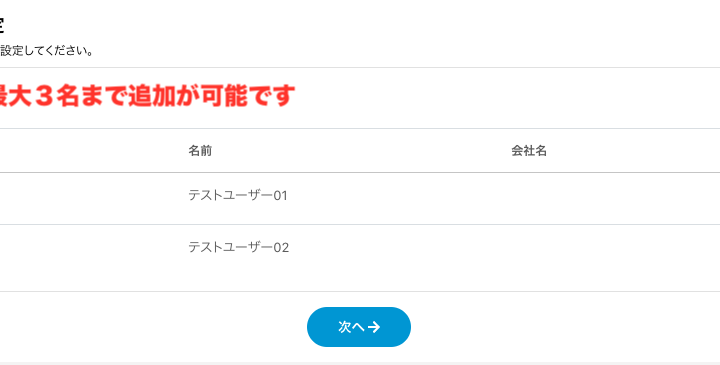 定
設定してください。
最大３名まで追加が可能です
名前 会社名
テストユーザー01
テストユーザー02
次へ→